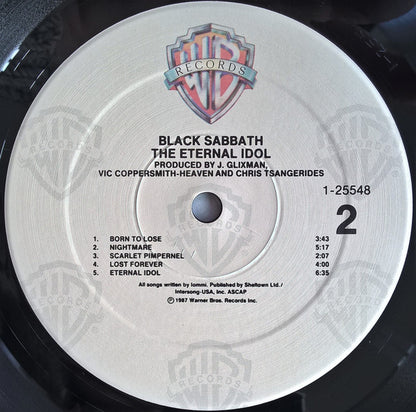 WB
RECORDS
BLACK SABBATH
THE ETERNAL IDOL
PRODUCED BY J. GLIXMAN,
VIC COPPERSMITH-HEAVEN AND CHRIS TSANGERIDES
1-25548
2
1. BORN TO LOSE 3:43
2. NIGHTMARE 5:17
3. SCARLET PIMPERNEL 2:07
4. LOST FOREVER 4:00
5. ETERNAL IDOL 6:35
All songs written by Iommi. Published by Sheltown Ltd./
Intersong-USA, Inc. ASCAP
℗©1987 Warner Bros. Records Inc.